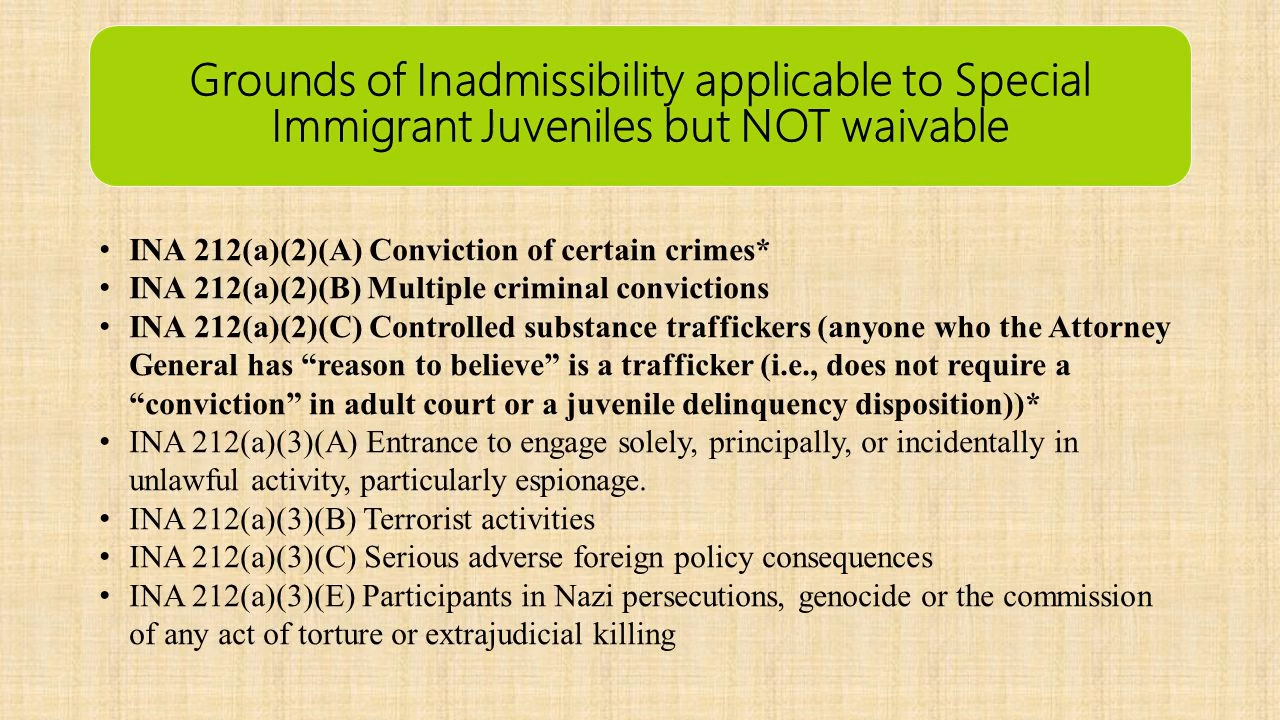 Grounds of Inadmissibility applicable to Special
Immigrant Juveniles but NOT waivable
• INA 212(a)(2)(A) Conviction of certain crimes*
• INA 212(a)(2)(B) Multiple criminal convictions
• INA 212(a)(2)(C) Controlled substance traffickers (anyone who the Attorney
General has “reason to believe” is a trafficker (i.e., does not require a
“conviction” in adult court or a juvenile delinquency disposition))*
• INA 212(a)(3)(A) Entrance to engage solely, principally, or incidentally in
unlawful activity, particularly espionage.
• INA 212(a)(3)(B) Terrorist activities
• INA 212(a)(3)(C) Serious adverse foreign policy consequences
• INA 212(a)(3)(E) Participants in Nazi persecutions, genocide or the commission
of any act of torture or extrajudicial killing